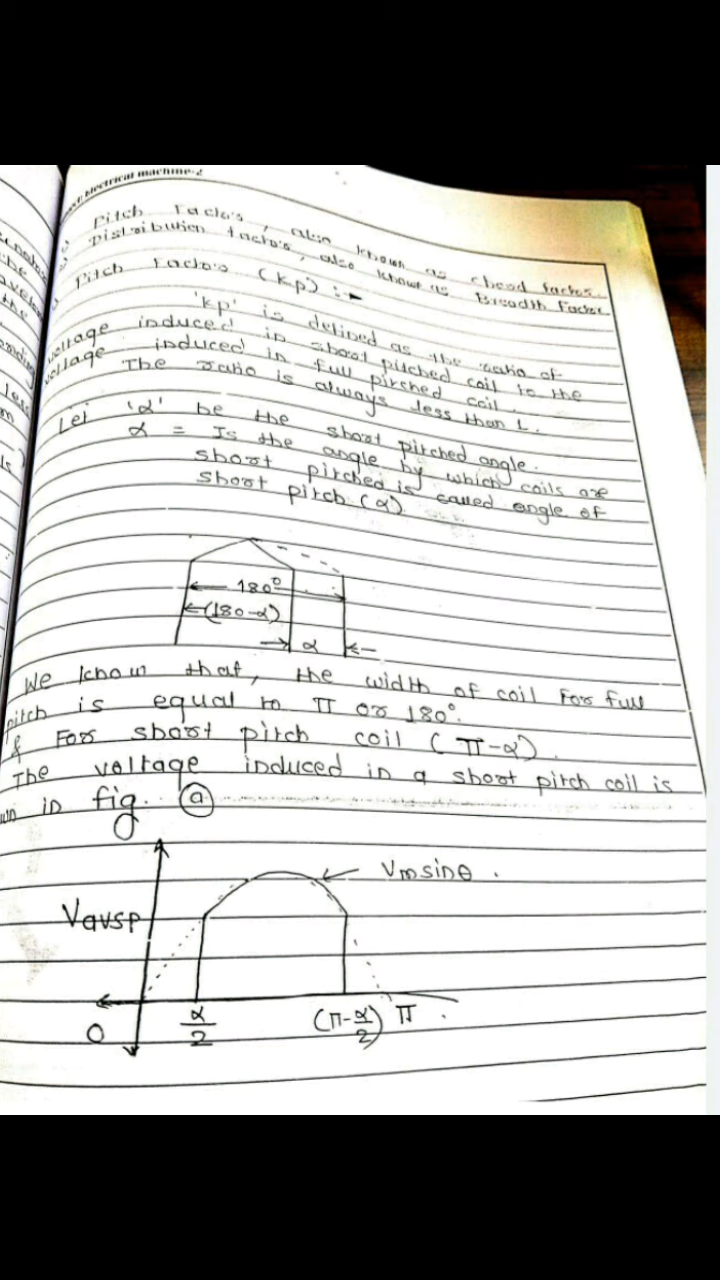 Electrical machine-2
Pitch Factor, also known as chord factor.
Distribution factor, also known as Breadth Factor
Pitch Factor (kp) :-
'kp' is defined as the ratio of
voltage induced in short pitched coil to the
voltage induced in full pitched coil.
The ratio is always less than 1.
Let 'α' be the short pitched angle.
α = Is the angle by which coils are
short pitched is called angle of
short pitch (α)
180°
(180-α)
α
We know that, the width of coil For full
pitch is equal to π or 180°.
& For short pitch coil (π-α).
The voltage induced in a short pitch coil is
in fig. ⓐ
Vm sinθ.
Vavsp
0 α/2 (π-α/2) π.